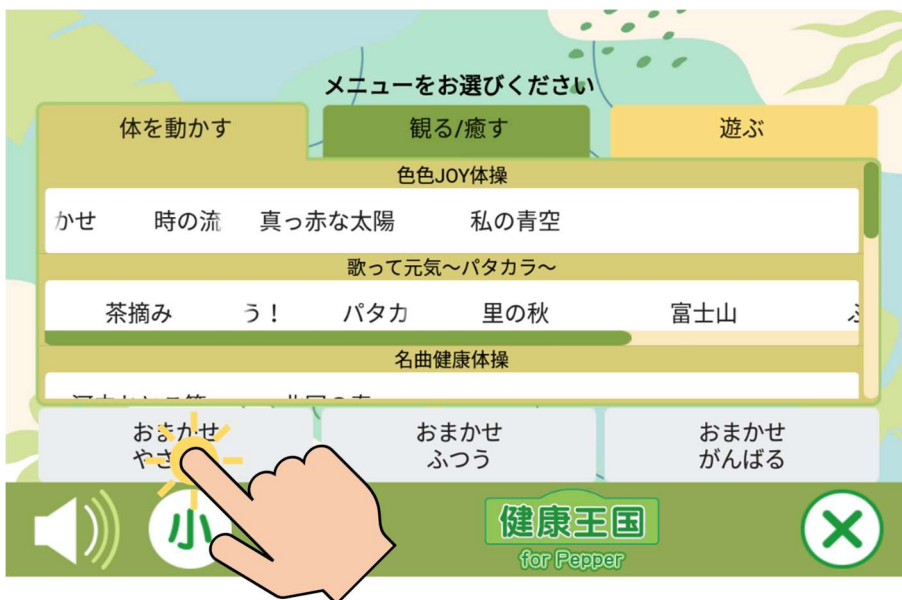 メニューをお選びください
体を動かす
観る/癒す
遊ぶ
色色JOY体操
かせ 時の流 真っ赤な太陽 私の青空
歌って元気〜パタカラ〜
茶摘み う! パタカ 里の秋 富士山
名曲健康体操
おまかせ
おまかせ
ふつう
おまかせ
がんばる
小
健康王国
for Pepper